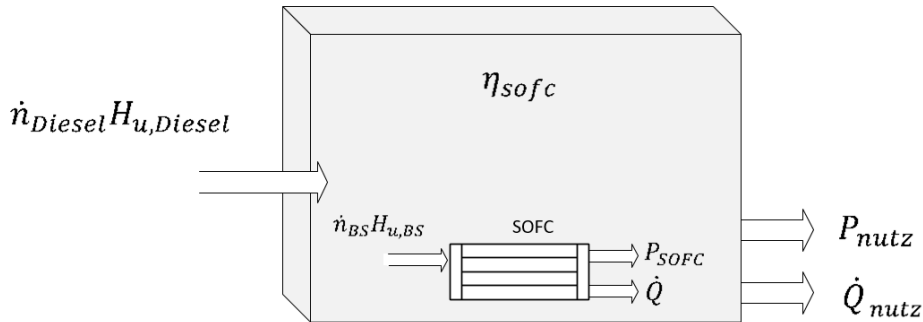 η_sofc
ṅ_Diesel H_u,Diesel
ṅ_BS H_u,BS
SOFC
P_SOFC
Q̇
P_nutz
Q̇_nutz